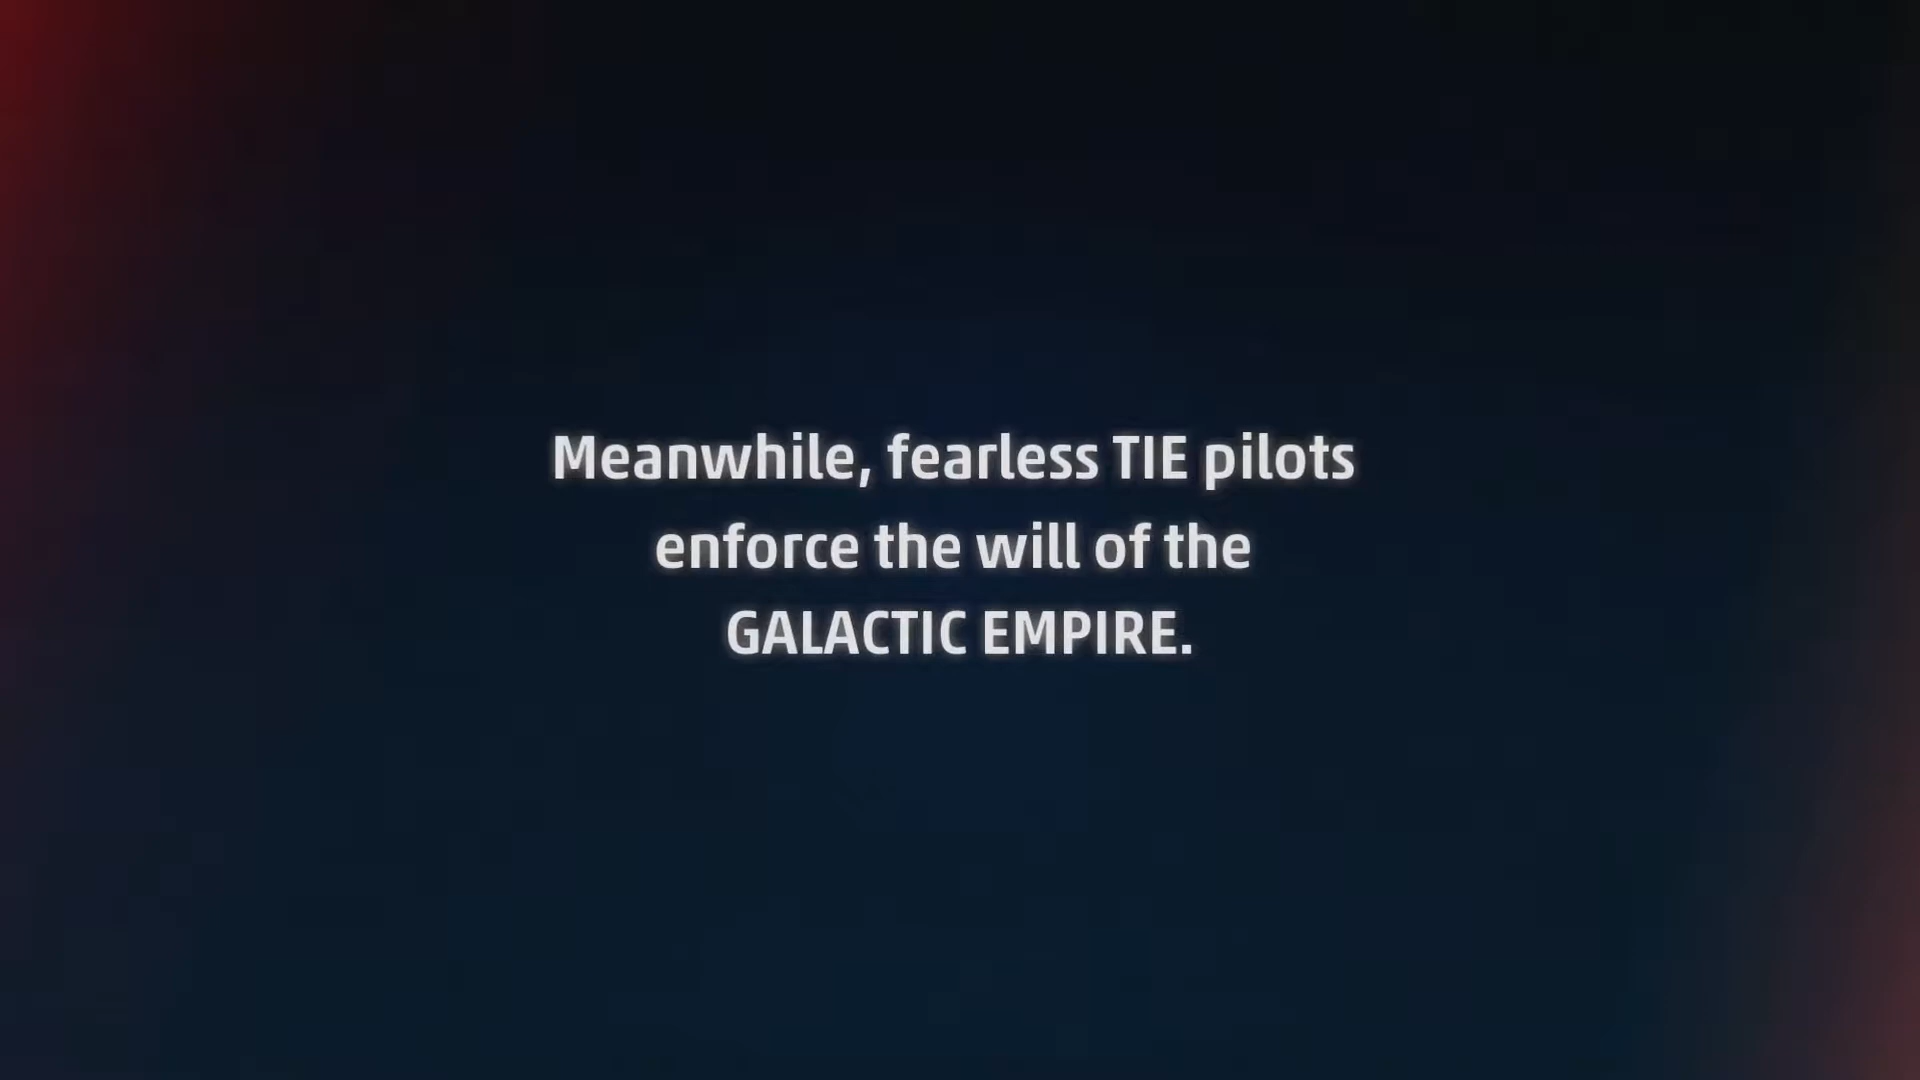 Meanwhile, fearless TIE pilots
enforce the will of the
GALACTIC EMPIRE.